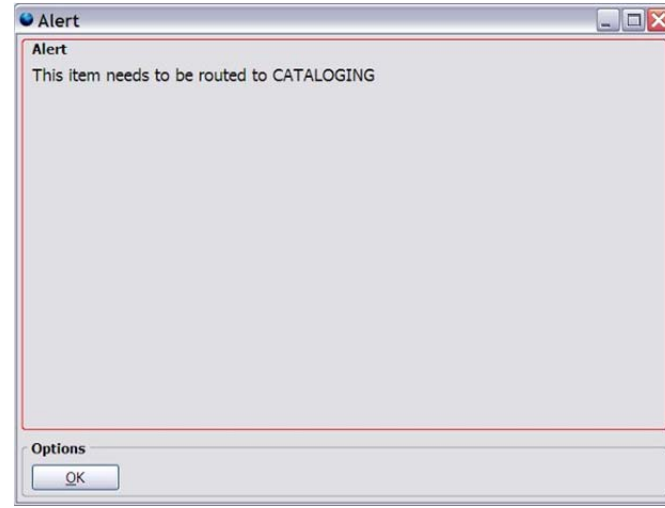 Alert
Alert
This item needs to be routed to CATALOGING
Options
OK